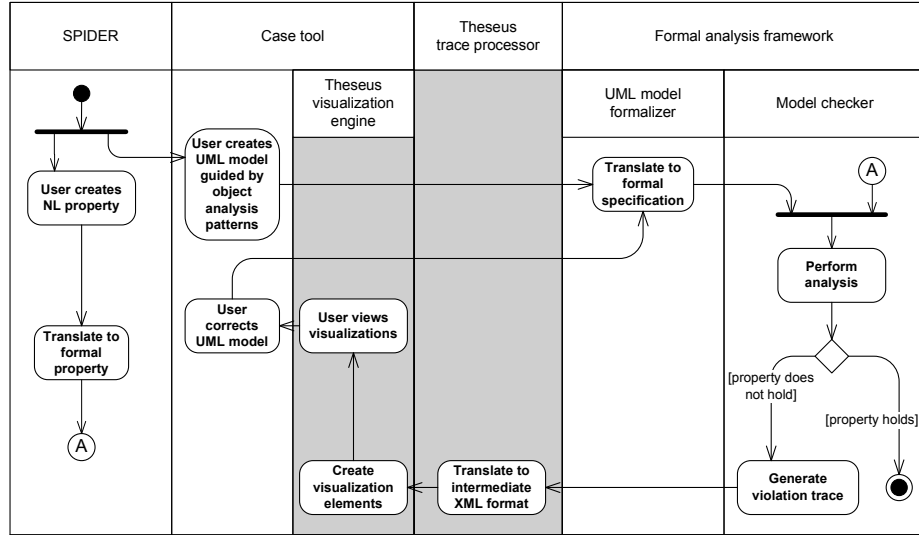 SPIDER
Case tool
Theseus
trace processor
Formal analysis framework
Theseus
visualization
engine
UML model
formalizer
Model checker
User creates
NL property
User creates
UML model
guided by
object
analysis
patterns
Translate to
formal
specification
A
Perform
analysis
User
corrects
UML model
User views
visualizations
Translate to
formal
property
[property does
not hold]
[property holds]
A
Create
visualization
elements
Translate to
intermediate
XML format
Generate
violation trace